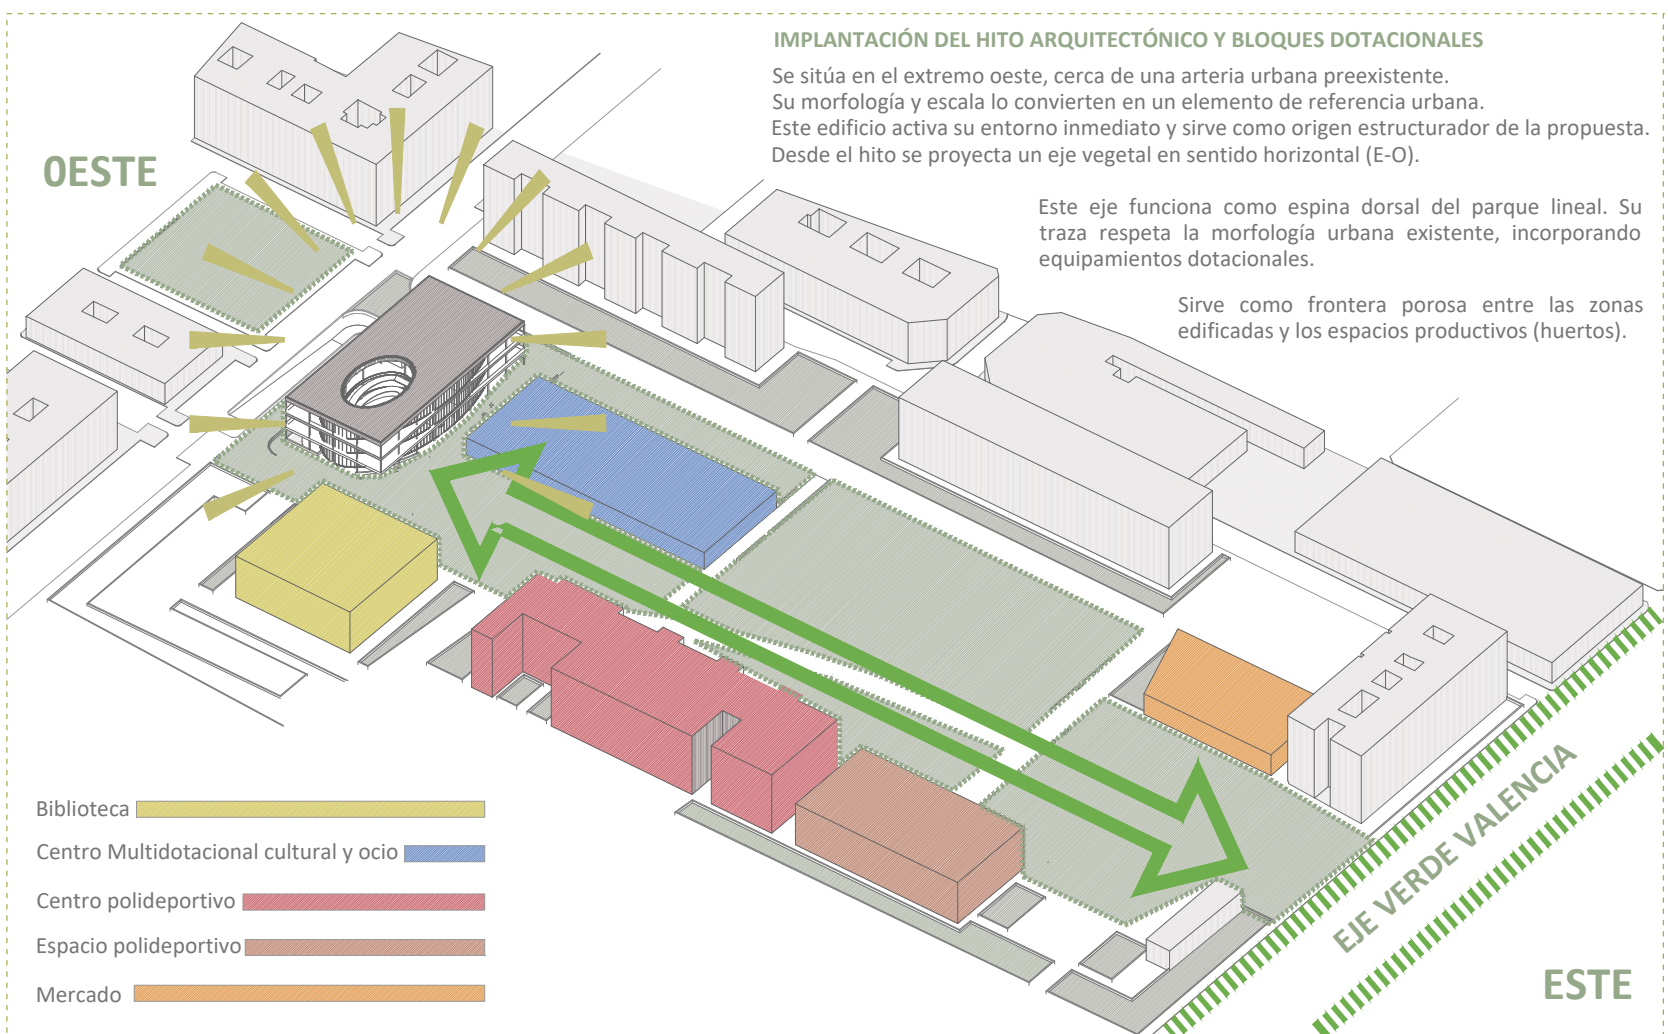 IMPLANTACIÓN DEL HITO ARQUITECTÓNICO Y BLOQUES DOTACIONALES
Se sitúa en el extremo oeste, cerca de una arteria urbana preexistente.
Su morfología y escala lo convierten en un elemento de referencia urbana.
Este edificio activa su entorno inmediato y sirve como origen estructurador de la propuesta.
Desde el hito se proyecta un eje vegetal en sentido horizontal (E-O).
0ESTE
Este eje funciona como espina dorsal del parque lineal. Su
traza respeta la morfología urbana existente, incorporando
equipamientos dotacionales.
Sirve como frontera porosa entre las zonas
edificadas y los espacios productivos (huertos).
Biblioteca
Centro Multidotacional cultural y ocio
Centro polideportivo
Espacio polideportivo
Mercado
EJE VERDE VALENCIA
ESTE